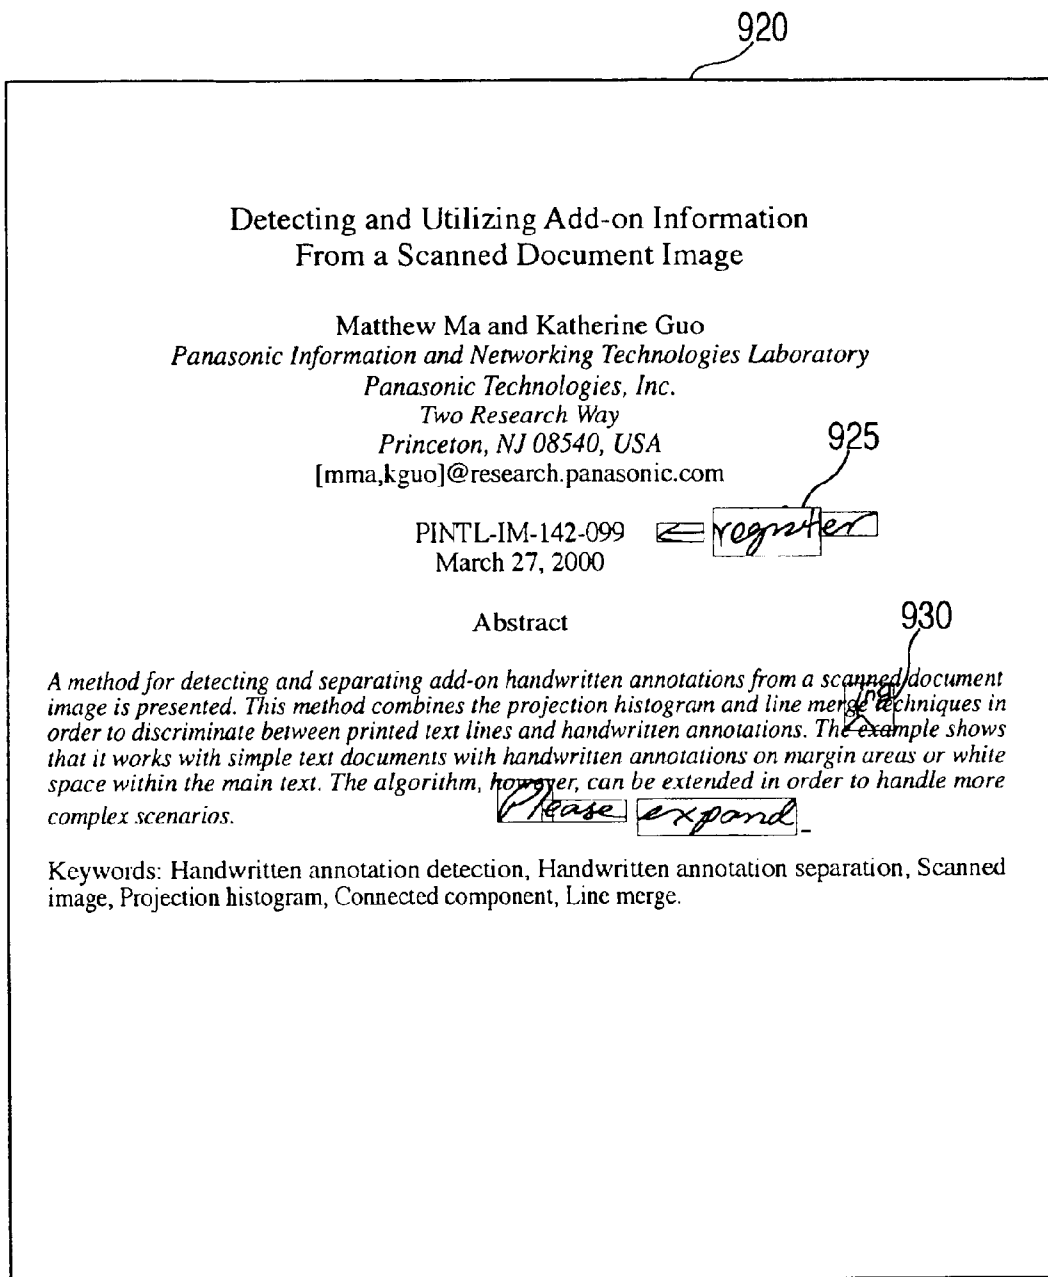 920
Detecting and Utilizing Add-on Information
From a Scanned Document Image
Matthew Ma and Katherine Guo
Panasonic Information and Networking Technologies Laboratory
Panasonic Technologies, Inc.
Two Research Way
Princeton, NJ 08540, USA
925
[mma,kguo]@research.panasonic.com
PINTL-IM-142-099 register
March 27, 2000
Abstract
930
A method for detecting and separating add-on handwritten annotations from a scanned document
ing
image is presented. This method combines the projection histogram and line merge techniques in
order to discriminate between printed text lines and handwritten annotations. The example shows
that it works with simple text documents with handwritten annotations on margin areas or white
space within the main text. The algorithm, however, can be extended in order to handle more
Please expand
complex scenarios.
Keywords: Handwritten annotation detection, Handwritten annotation separation, Scanned
image, Projection histogram, Connected component, Line merge.